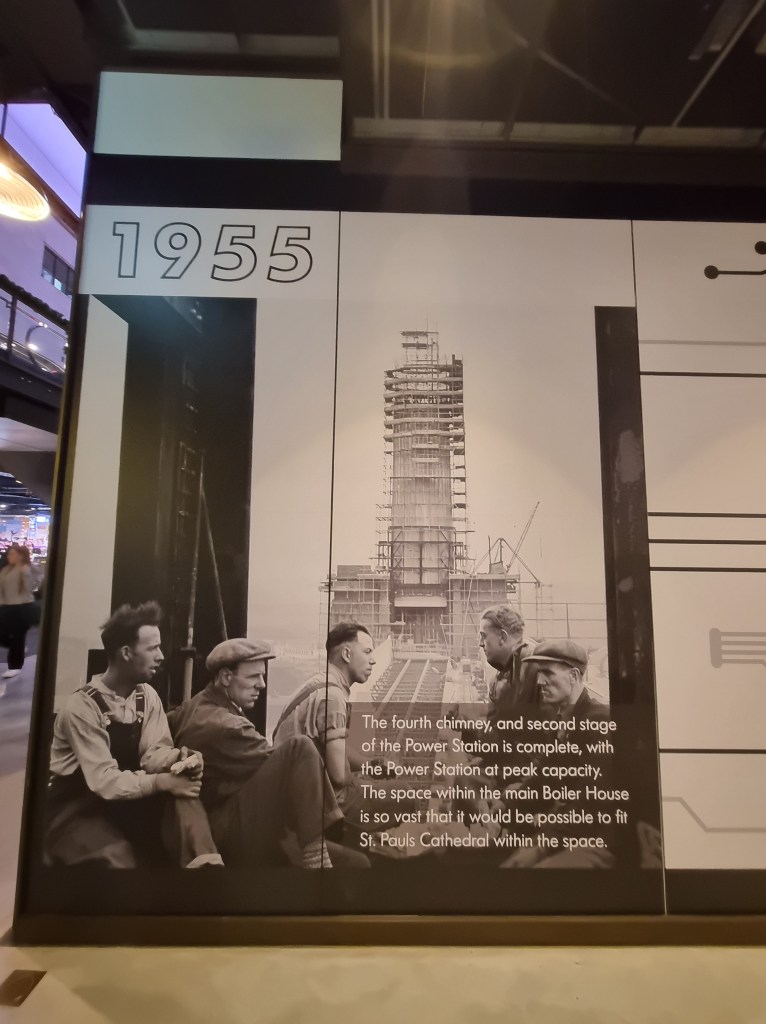 1955
The fourth chimney, and second stage
of the Power Station is complete, with
the Power Station at peak capacity.
The space within the main Boiler House
is so vast that it would be possible to fit
St. Pauls Cathedral within the space.